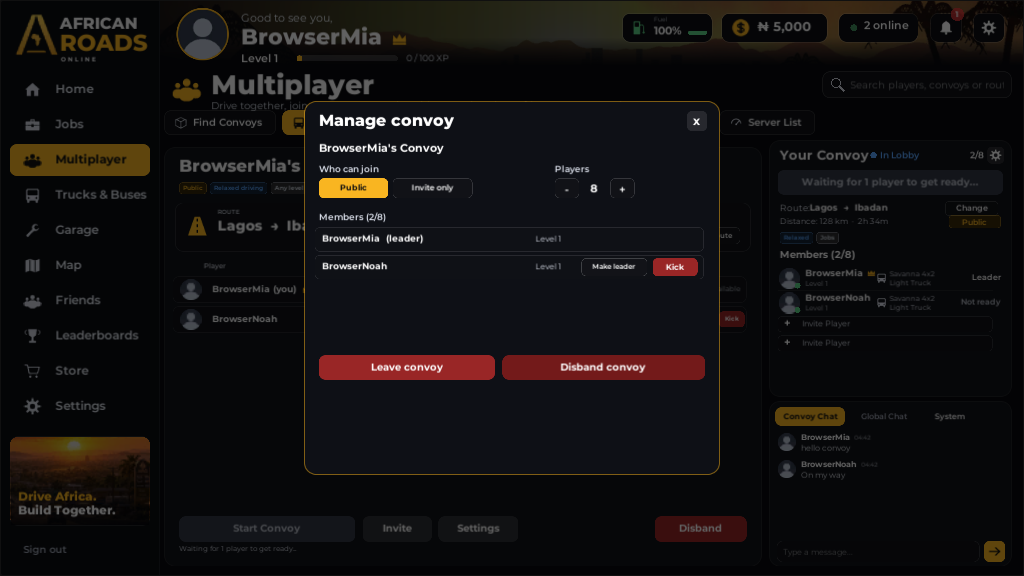 AFRICAN
ROADS
ONLINE
Home
Jobs
Multiplayer
Trucks & Buses
Garage
Map
Friends
Leaderboards
Store
Settings
Drive Africa.
Build Together.
Sign out
Good to see you,
BrowserMia
Level 1
0/100 XP
Fuel
100%
₦ 5,000
2 online
1
Multiplayer
Drive together, join
Search players, convoys or rout
Find Convoys
Server List
BrowserMia's
Public
Relaxed driving
Any level
ROUTE
Lagos → Iba
Player
BrowserMia (you)
BrowserNoah
Kick
Start Convoy
Invite
Settings
Disband
Waiting for 1 player to get ready..
Manage convoy
x
BrowserMia's Convoy
Who can join
Players
Public
Invite only
-
8
+
Members (2/8)
BrowserMia (leader)
Level 1
BrowserNoah
Level 1
Make leader
Kick
Leave convoy
Disband convoy
Your Convoy
In Lobby
2/8
Waiting for 1 player to get ready...
Route:
Lagos → Ibadan
Change
Distance: 128 km - 2h 34m
Public
Relaxed
Jobs
Members (2/8)
BrowserMia
Level 1
Savanna 4x2
Light Truck
Leader
BrowserNoah
Level 1
Savanna 4x2
Light Truck
Not ready
+ Invite Player
+ Invite Player
Convoy Chat
Global Chat
System
BrowserMia 04:42
hello convoy
BrowserNoah 04:42
On my way
Type a message...